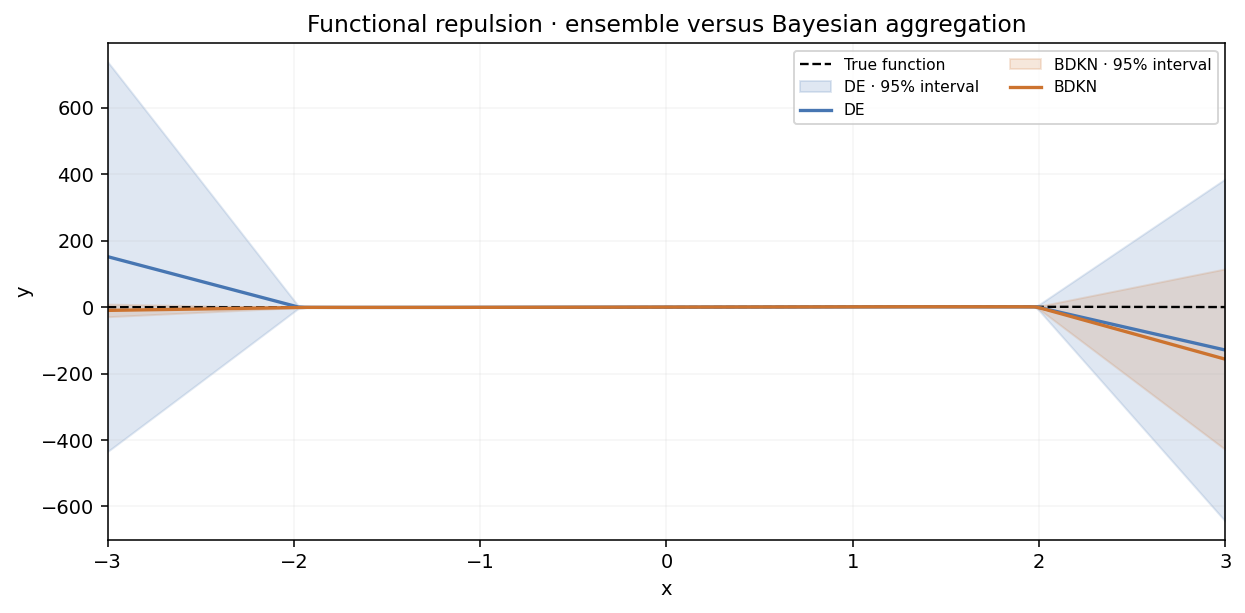 Functional repulsion · ensemble versus Bayesian aggregation
True function
DE · 95% interval
DE
BDKN · 95% interval
BDKN
600
400
200
0
−200
−400
−600
y
−3
−2
−1
0
1
2
3
x